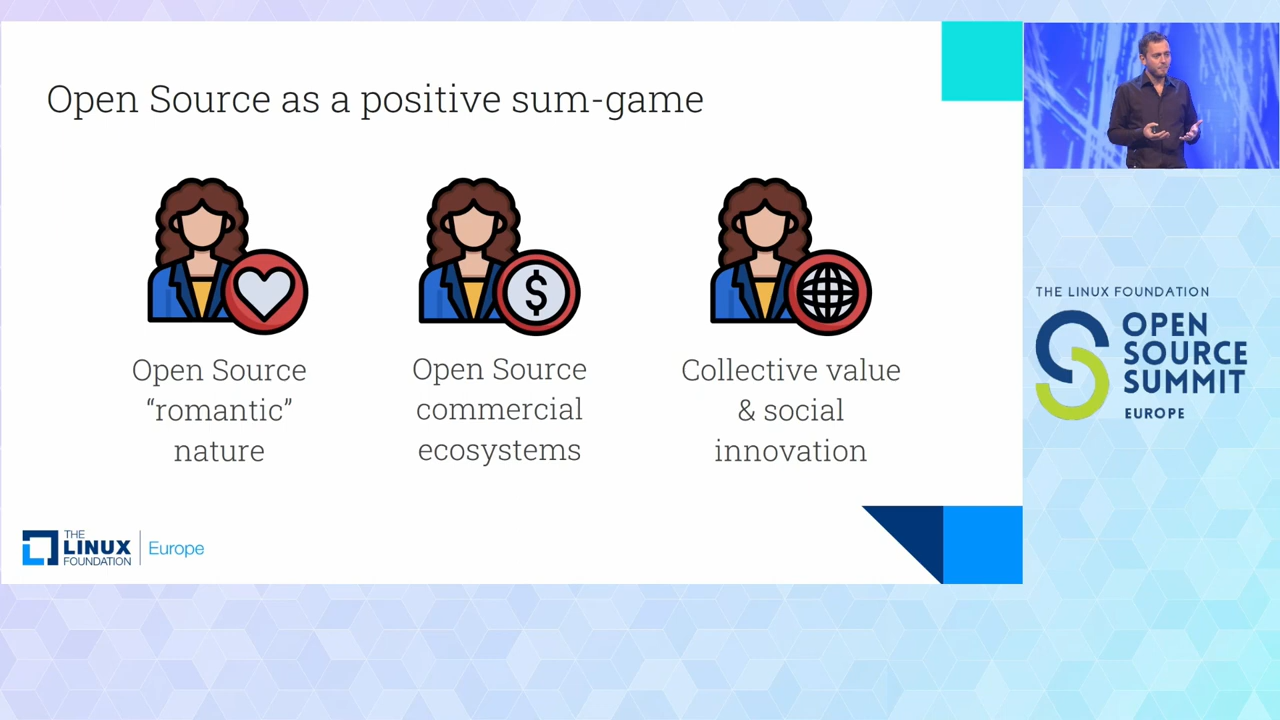 Open Source as a positive sum-game
Open Source
“romantic”
nature
Open Source
commercial
ecosystems
Collective value
& social
innovation
THE
LINUX
FOUNDATION
Europe
THE LINUX FOUNDATION
OPEN
SOURCE
SUMMIT
EUROPE